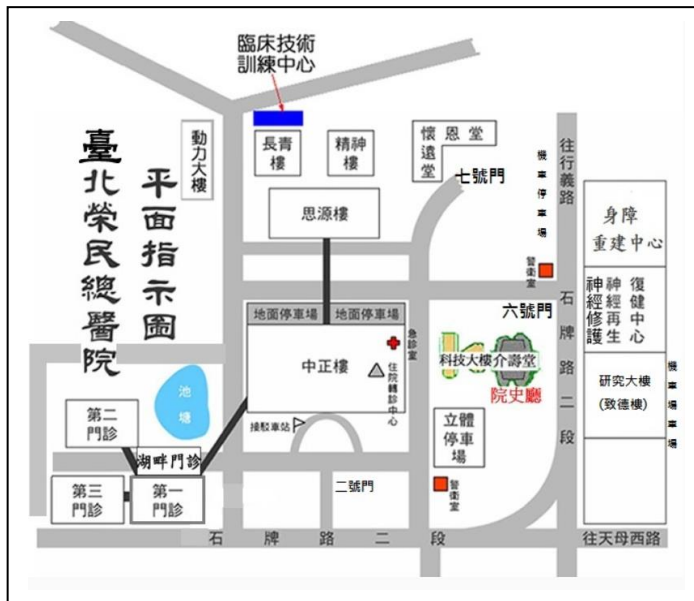 臺北榮民總醫院
平面指示圖
臨床技術
訓練中心
動力大樓
長青
樓
精神
樓
懷恩堂
遠
堂
七號門
機車停車場
往行義路
思源樓
身障
重建中心
警衛室
地面停車場
地面停車場
六號門
石牌路二段
復健中心
神經再生
神經修護
急診室
中正樓
住院轉診中心
科技大樓
介壽堂
院史廳
研究大樓
(致德樓)
機車場車場
池塘
第二
門診
接駁車站
立體
停車
場
湖畔門診
第三
門診
第一
門診
二號門
警衛室
石牌路二段
往天母西路